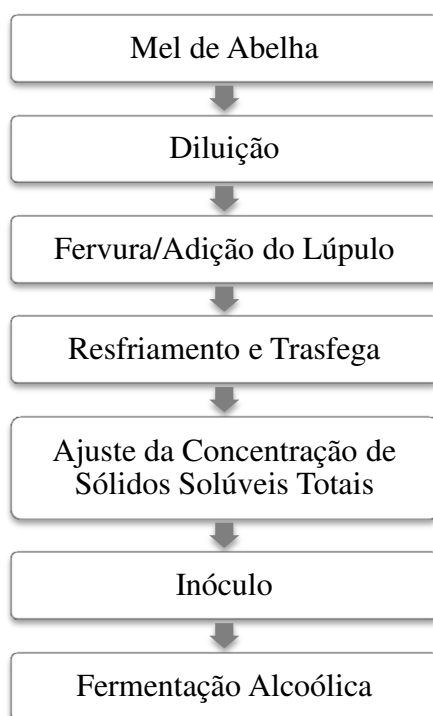 Mel de Abelha
Diluição
Fervura/Adição do Lúpulo
Resfriamento e Trasfega
Ajuste da Concentração de
Sólidos Solúveis Totais
Inóculo
Fermentação Alcoólica